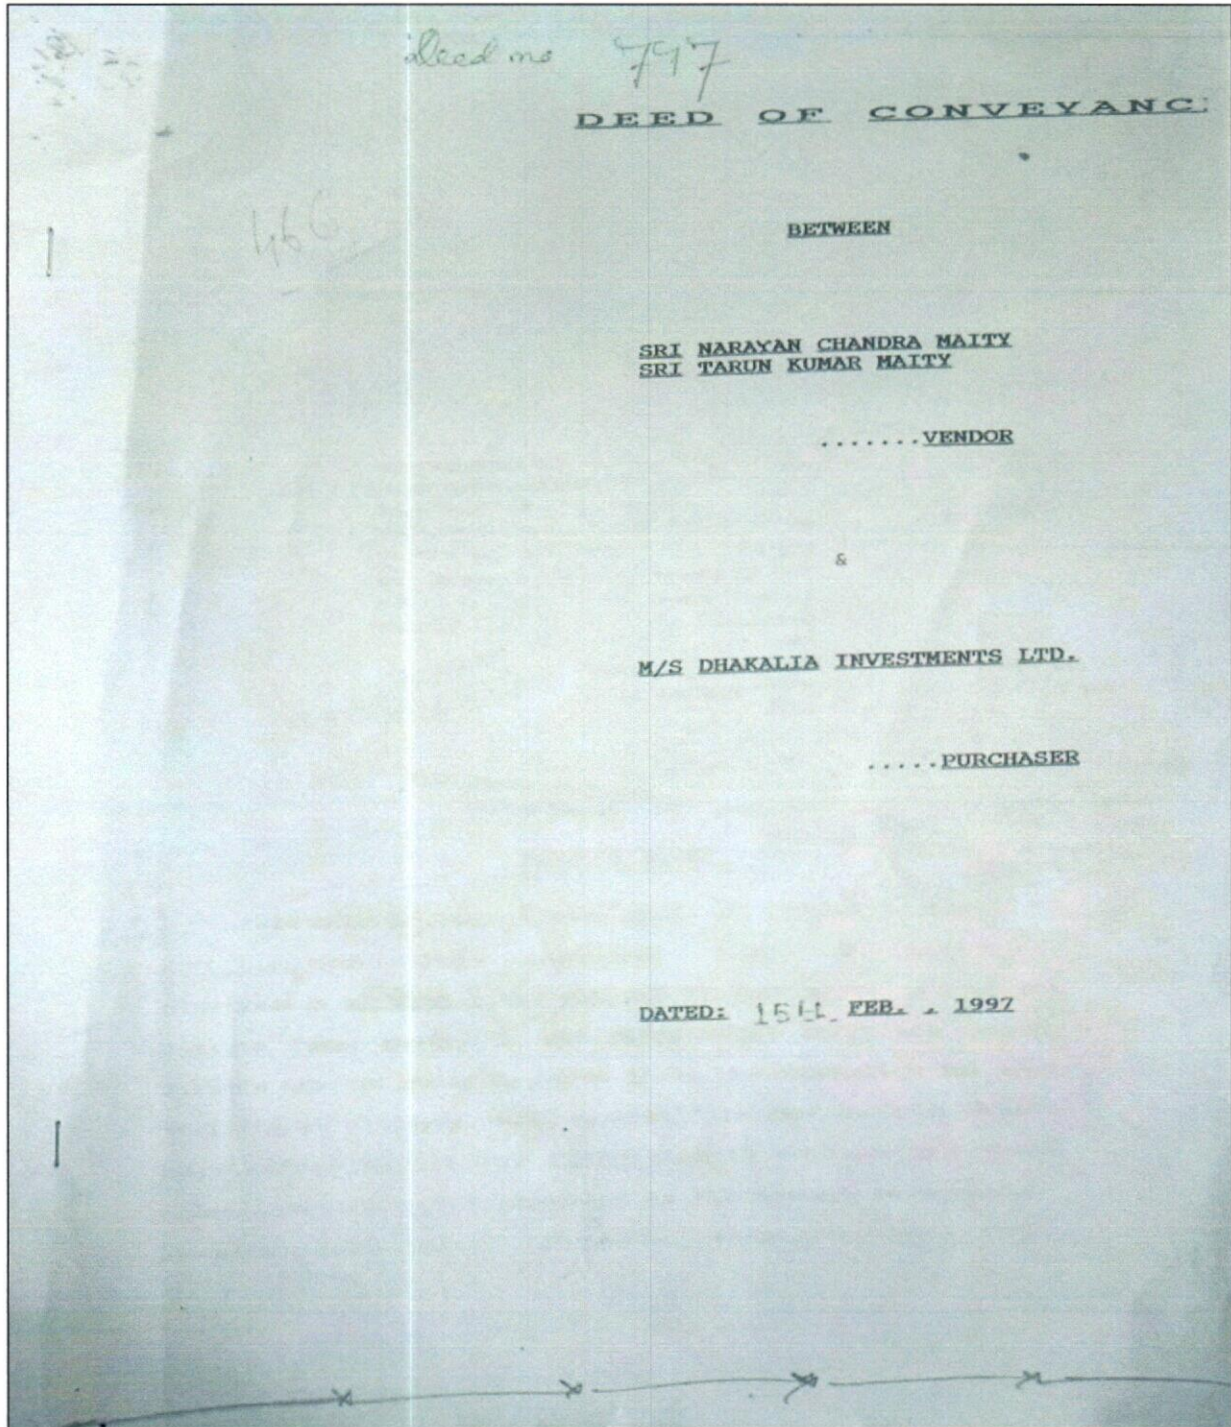 Deed no 797
DEED OF CONVEYANC
466
BETWEEN
SRI NARAYAN CHANDRA MAITY
SRI TARUN KUMAR MAITY
.......VENDOR
&
M/S DHAKALIA INVESTMENTS LTD.
.....PURCHASER
DATED: 15th FEB. , 1997